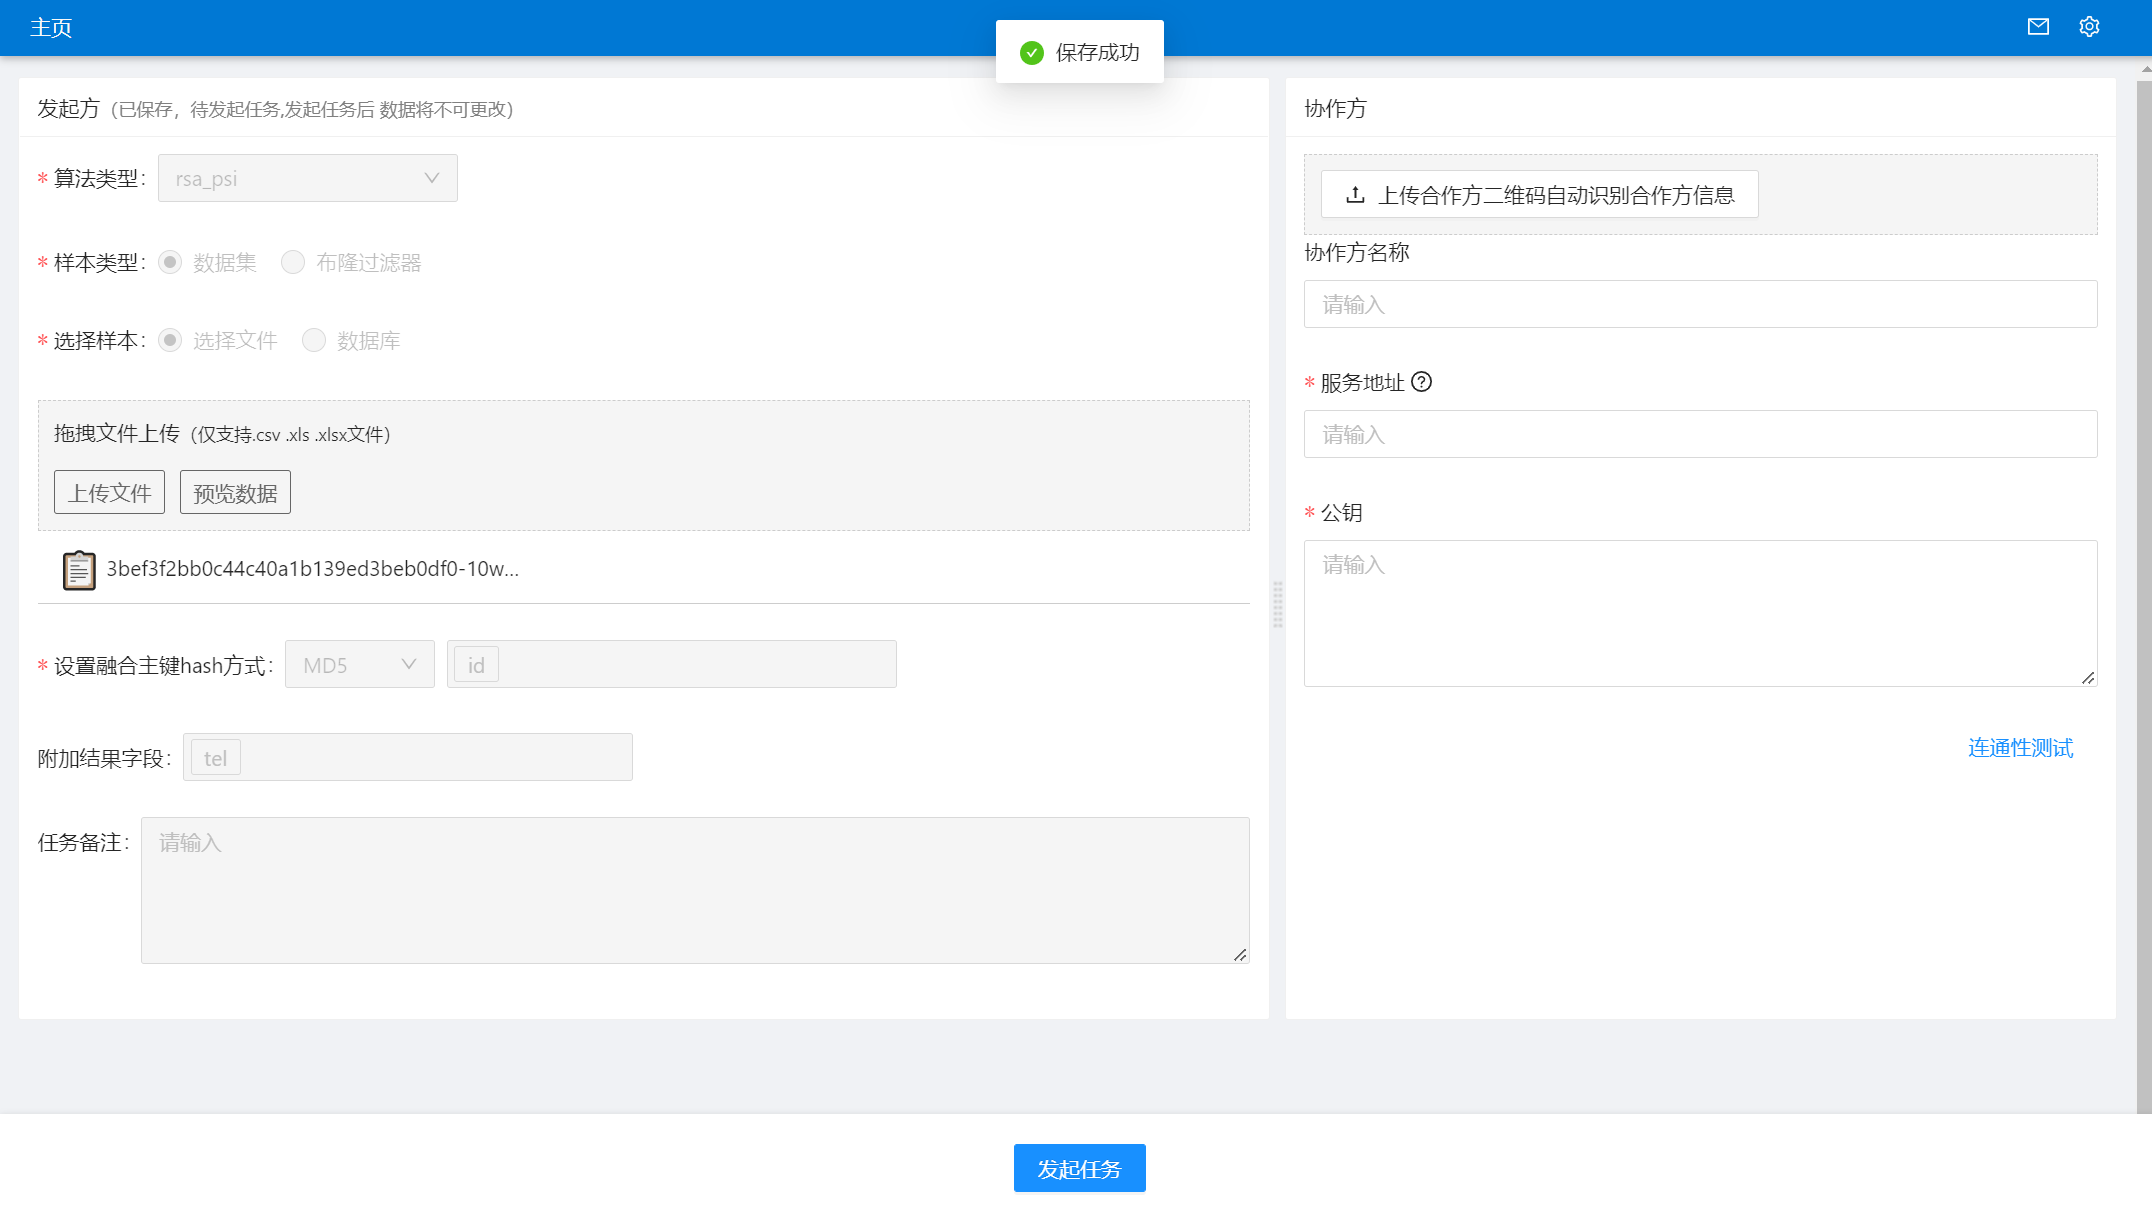 主页
保存成功
发起方（已保存，待发起任务,发起任务后 数据将不可更改）
* 算法类型： rsa_psi
* 样本类型： 数据集 布隆过滤器
* 选择样本： 选择文件 数据库
拖拽文件上传（仅支持.csv .xls .xlsx文件）
上传文件 预览数据
3bef3f2bb0c44c40a1b139ed3beb0df0-10w...
* 设置融合主键hash方式： MD5 id
附加结果字段： tel
任务备注： 请输入
协作方
上传合作方二维码自动识别合作方信息
协作方名称
请输入
* 服务地址
请输入
* 公钥
请输入
连通性测试
发起任务